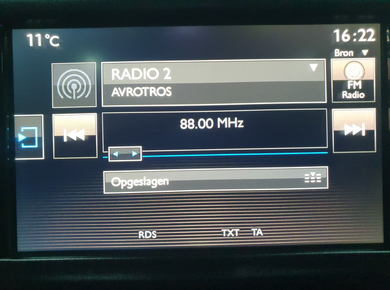 11°C
16:22
Bron
RADIO 2
AVROTROS
FM
Radio
88.00 MHz
Opgeslagen
RDS TXT TA